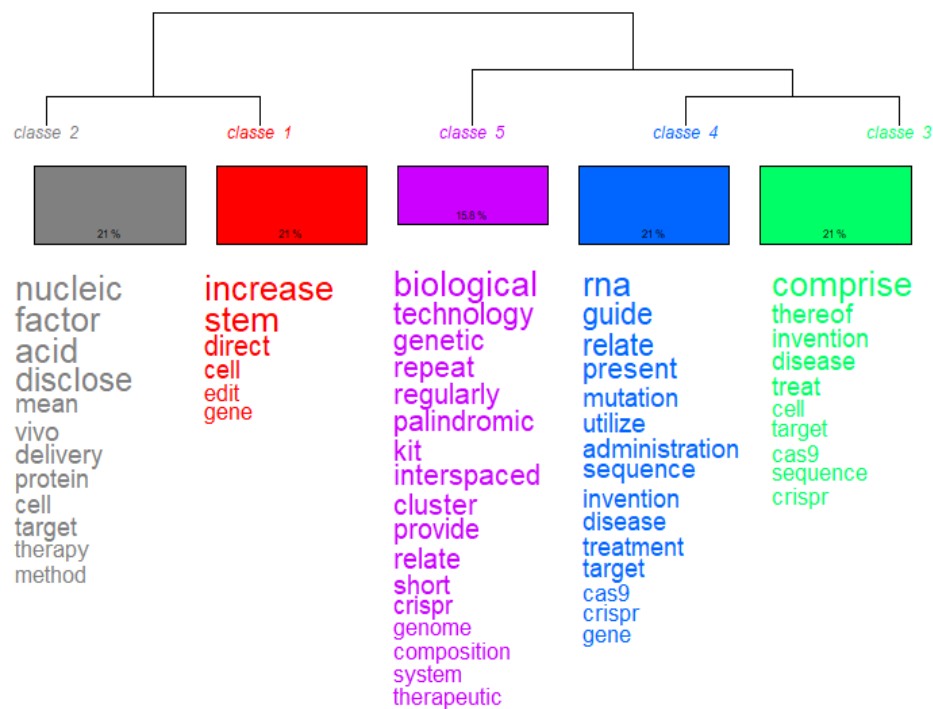 classe 2
classe 1
classe 5
classe 4
classe 3
21 %
21 %
15.8 %
21 %
21 %
nucleic
factor
acid
disclose
mean
vivo
delivery
protein
cell
target
therapy
method
increase
stem
direct
cell
edit
gene
biological
technology
genetic
repeat
regularly
palindromic
kit
interspaced
cluster
provide
relate
short
crispr
genome
composition
system
therapeutic
rna
guide
relate
present
mutation
utilize
administration
sequence
invention
disease
treatment
target
cas9
crispr
gene
comprise
thereof
invention
disease
treat
cell
target
cas9
sequence
crispr